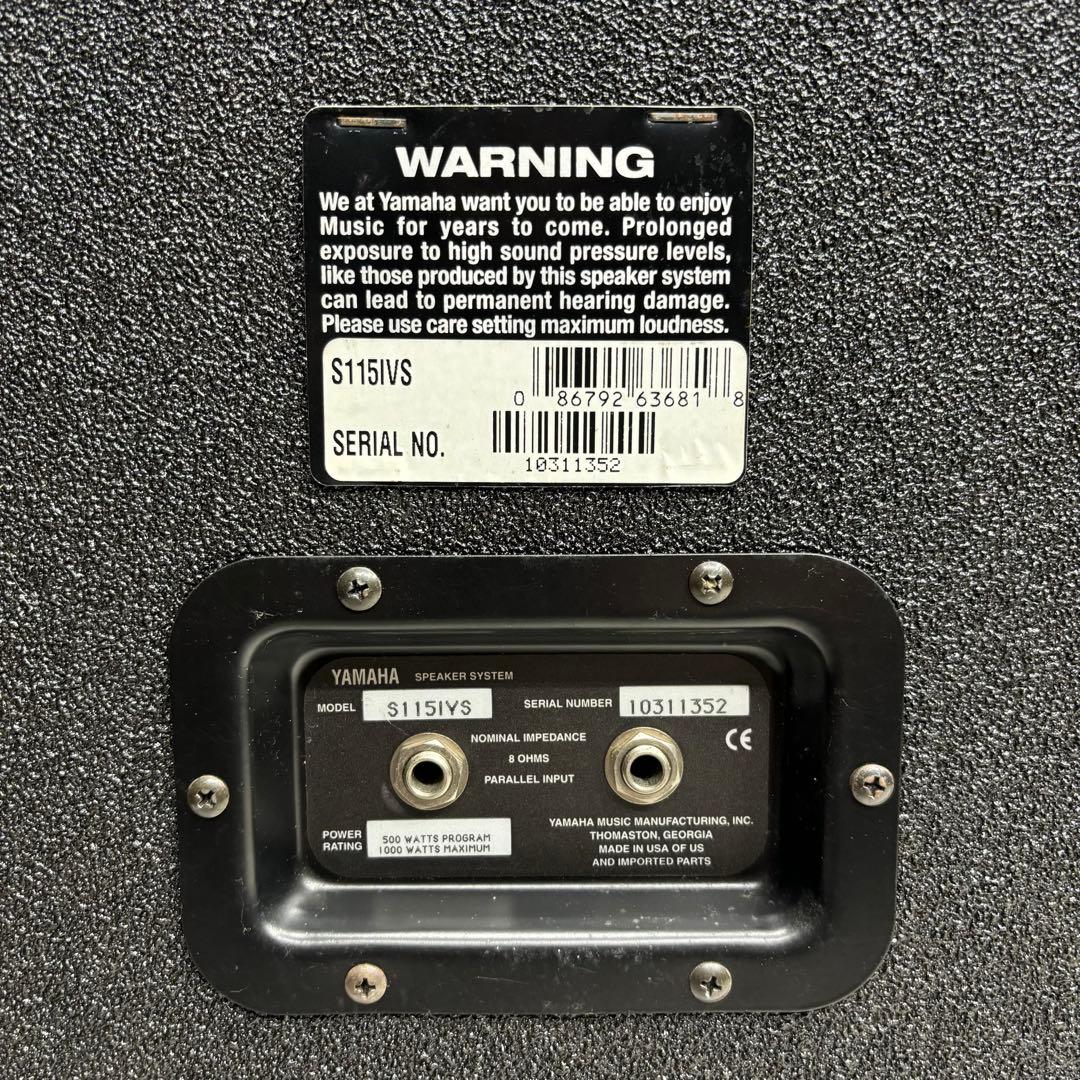 WARNING
We at Yamaha want you to be able to enjoy
Music for years to come. Prolonged
exposure to high sound pressure levels,
like those produced by this speaker system
can lead to permanent hearing damage.
Please use care setting maximum loudness.
S115IVS
0 86792 63681 8
SERIAL NO.
10311352
YAMAHA SPEAKER SYSTEM
MODEL S115IVS SERIAL NUMBER 10311352
NOMINAL IMPEDANCE
8 OHMS
PARALLEL INPUT
CE
POWER
RATING
500 WATTS PROGRAM
1000 WATTS MAXIMUM
YAMAHA MUSIC MANUFACTURING, INC.
THOMASTON, GEORGIA
MADE IN USA OF US
AND IMPORTED PARTS